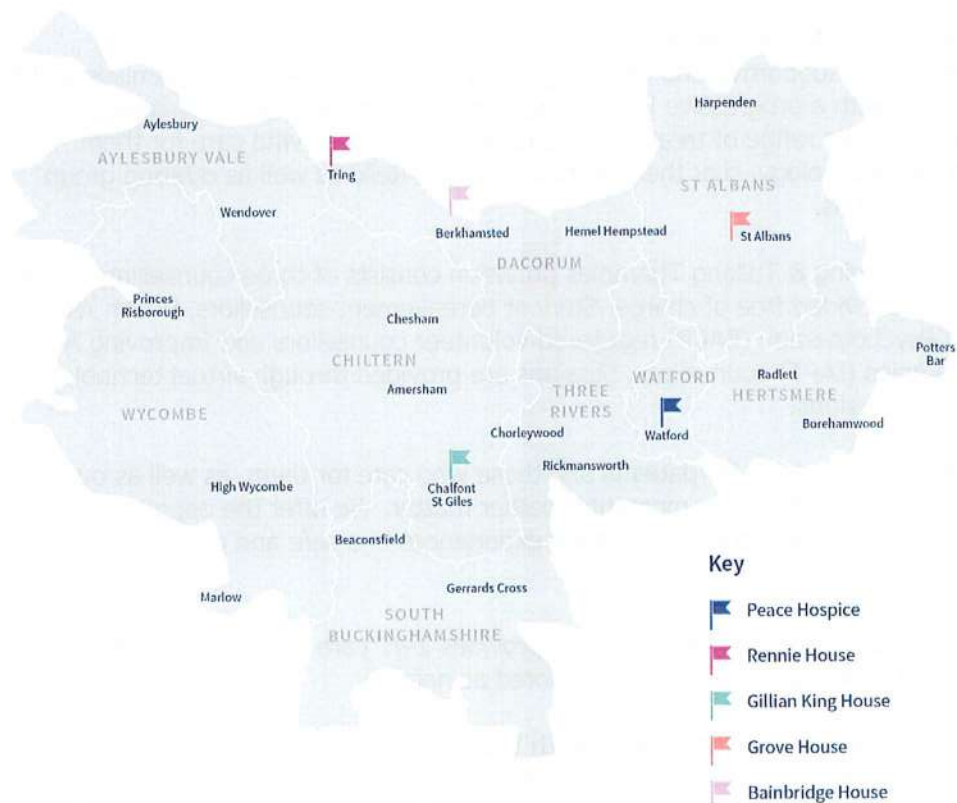 Harpenden
Aylesbury
AYLESBURY VALE
Tring
ST ALBANS
Wendover
Berkhamsted
Hemel Hempstead
St Albans
DACORUM
Princes
Risborough
Chesham
CHILTERN
Potters
Bar
Amersham
THREE
RIVERS
WATFORD
Radlett
HERTSMERE
WYCOMBE
Chorleywood
Watford
Borehamwood
Rickmansworth
High Wycombe
Chalfont
St Giles
Beaconsfield
Marlow
Gerrards Cross
SOUTH
BUCKINGHAMSHIRE
Key
Peace Hospice
Rennie House
Gillian King House
Grove House
Bainbridge House